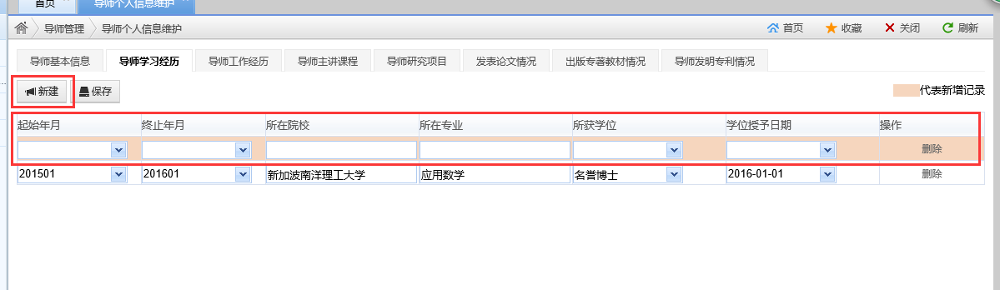 首页 导师个人信息维护
导师管理 导师个人信息维护 首页 收藏 关闭 刷新
导师基本信息 导师学习经历 导师工作经历 导师主讲课程 导师研究项目 发表论文情况 出版专著教材情况 导师发明专利情况
新建 保存 代表新增记录
起始年月 终止年月 所在院校 所在专业 所获学位 学位授予日期 操作
删除
201501 201601 新加波南洋理工大学 应用数学 名誉博士 2016-01-01 删除